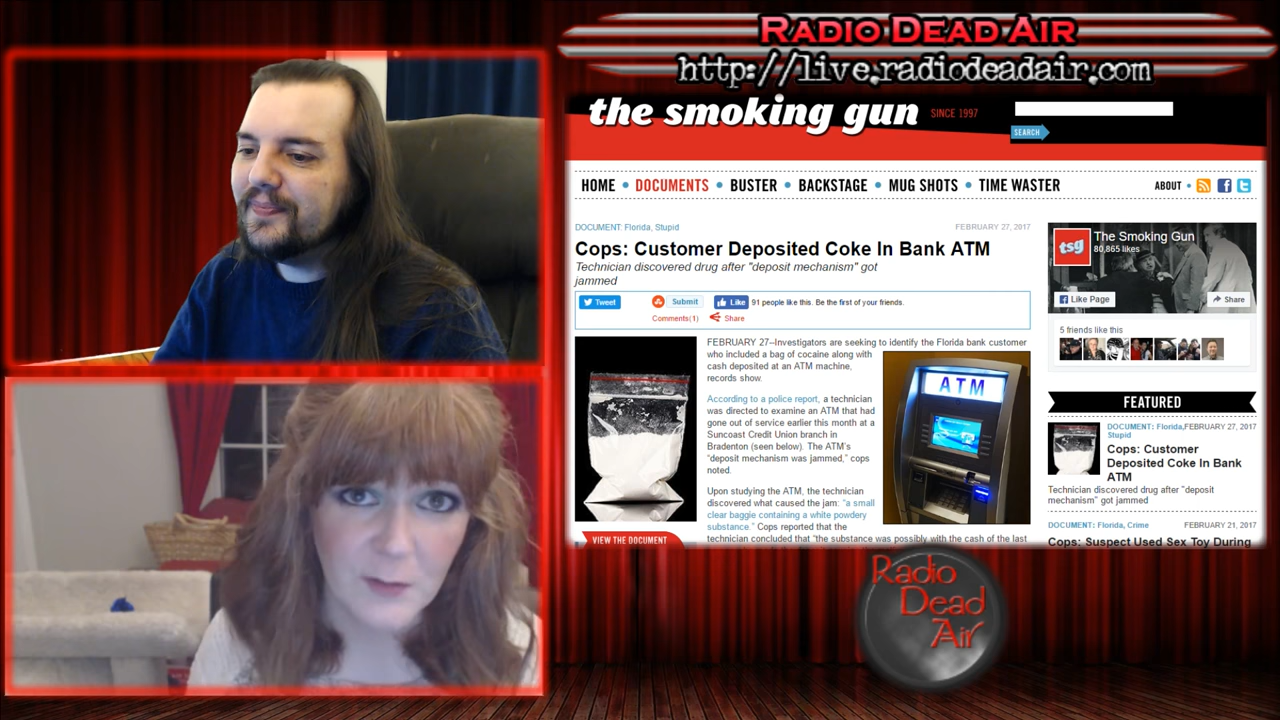 RADIO DEAD AIR
http://live.radiodeadair.com
the smoking gun SINCE 1997
SEARCH
HOME • DOCUMENTS • BUSTER • BACKSTAGE • MUG SHOTS • TIME WASTER
ABOUT •
DOCUMENT: Florida, Stupid
FEBRUARY 27, 2017
Cops: Customer Deposited Coke In Bank ATM
Technician discovered drug after "deposit mechanism" got
jammed
Tweet
Submit
Like
91 people like this. Be the first of your friends.
Comments(1)
Share
FEBRUARY 27--Investigators are seeking to identify the Florida bank customer
who included a bag of cocaine along with
cash deposited at an ATM machine,
records show.
According to a police report, a technician
was directed to examine an ATM that had
gone out of service earlier this month at a
Suncoast Credit Union branch in
Bradenton (seen below). The ATM's
"deposit mechanism was jammed," cops
noted.
Upon studying the ATM, the technician
discovered what caused the jam: "a small
clear baggie containing a white powdery
substance." Cops reported that the
technician concluded that "the substance was possibly with the cash of the last
VIEW THE DOCUMENT
ATM
tsg
The Smoking Gun
80,865 likes
Like Page
Share
5 friends like this
FEATURED
DOCUMENT: Florida,
Stupid
FEBRUARY 27, 2017
Cops: Customer
Deposited Coke In Bank
ATM
Technician discovered drug after "deposit
mechanism" got jammed
DOCUMENT: Florida, Crime
FEBRUARY 21, 2017
Cops: Suspect Used Sex Toy During
Radio
Dead
Air